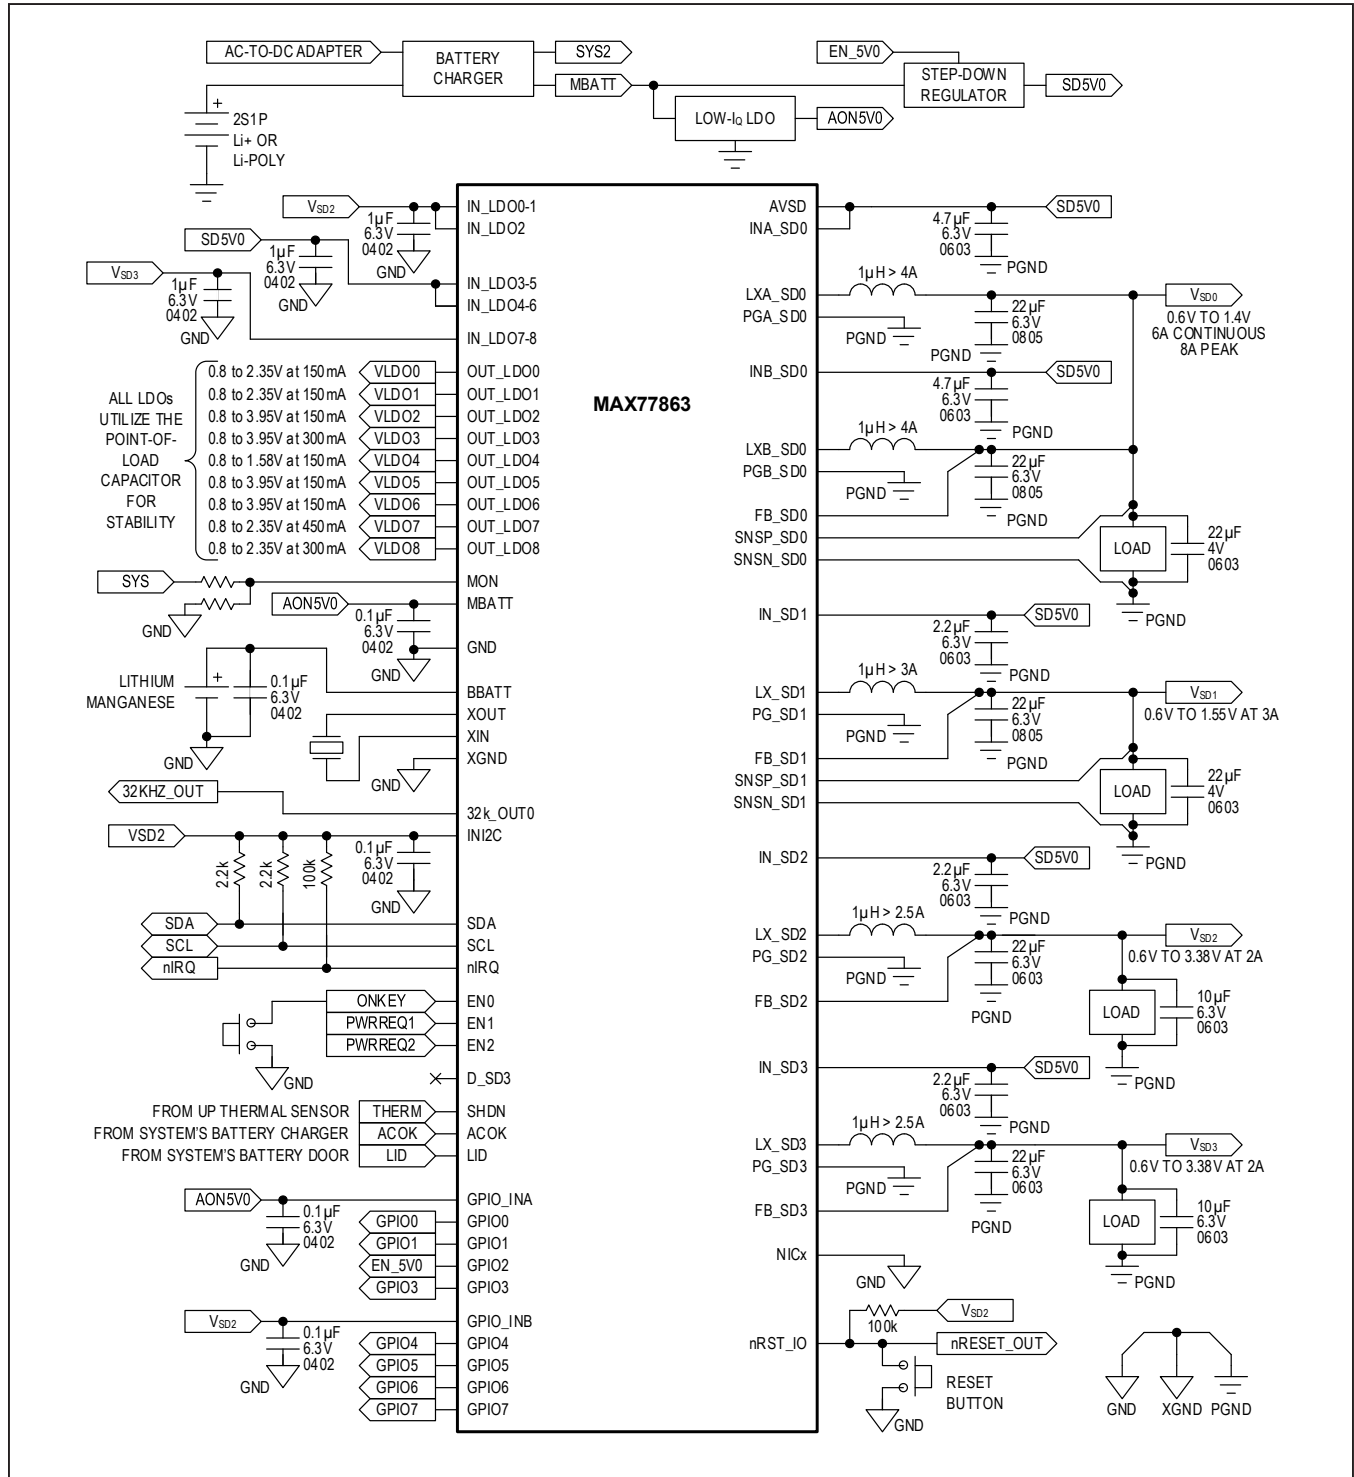 AC-TO-DC ADAPTER
BATTERY
CHARGER
SYS2
MBATT
EN_5V0
STEP-DOWN
REGULATOR
SD5V0
LOW-IQ LDO
AON5V0
+
2S1P
Li+ OR
Li-POLY
MAX77863
VSD2
1µF
6.3V
0402
GND
IN_LDO0-1
IN_LDO2
SD5V0
1µF
6.3V
0402
GND
IN_LDO3-5
IN_LDO4-6
VSD3
1µF
6.3V
0402
GND
IN_LDO7-8
ALL LDOs
UTILIZE THE
POINT-OF-
LOAD
CAPACITOR
FOR
STABILITY
0.8 to 2.35V at 150mA VLDO0 OUT_LDO0
0.8 to 2.35V at 150mA VLDO1 OUT_LDO1
0.8 to 3.95V at 150mA VLDO2 OUT_LDO2
0.8 to 3.95V at 300mA VLDO3 OUT_LDO3
0.8 to 1.58V at 150mA VLDO4 OUT_LDO4
0.8 to 3.95V at 150mA VLDO5 OUT_LDO5
0.8 to 3.95V at 150mA VLDO6 OUT_LDO6
0.8 to 2.35V at 450mA VLDO7 OUT_LDO7
0.8 to 2.35V at 300mA VLDO8 OUT_LDO8
SYS
MON
GND
AON5V0
MBATT
0.1µF
6.3V
0402
GND
GND
LITHIUM
MANGANESE
+
0.1µF
6.3V
0402
GND
BBATT
XOUT
XIN
XGND
GND
32KHZ_OUT
32k_OUT0
VSD2
INI2C
2.2k
2.2k
100k
0.1µF
6.3V
0402
GND
SDA SDA
SCL SCL
nIRQ nIRQ
ONKEY EN0
PWRREQ1 EN1
PWRREQ2 EN2
GND
D_SD3
FROM UP THERMAL SENSOR THERM SHDN
FROM SYSTEM'S BATTERY CHARGER ACOK ACOK
FROM SYSTEM'S BATTERY DOOR LID LID
AON5V0
GPIO_INA
0.1µF
6.3V
0402
GND
GPIO0 GPIO0
GPIO1 GPIO1
EN_5V0 GPIO2
GPIO3 GPIO3
VSD2
GPIO_INB
0.1µF
6.3V
0402
GND
GPIO4 GPIO4
GPIO5 GPIO5
GPIO6 GPIO6
GPIO7 GPIO7
AVSD
INA_SD0
4.7µF
6.3V
0603
PGND
SD5V0
LXA_SD0
1µH > 4A
PGA_SD0
PGND
22µF
6.3V
0805
PGND
VSD0
0.6V TO 1.4V
6A CONTINUOUS
8A PEAK
INB_SD0
4.7µF
6.3V
0603
PGND
SD5V0
LXB_SD0
1µH > 4A
PGB_SD0
PGND
22µF
6.3V
0805
FB_SD0
SNSP_SD0
SNSN_SD0
LOAD
22µF
4V
0603
PGND
IN_SD1
2.2µF
6.3V
0603
PGND
SD5V0
LX_SD1
1µH > 3A
PG_SD1
PGND
22µF
6.3V
0805
VSD1
0.6V TO 1.55V AT 3A
FB_SD1
SNSP_SD1
SNSN_SD1
LOAD
22µF
4V
0603
PGND
IN_SD2
2.2µF
6.3V
0603
PGND
SD5V0
LX_SD2
1µH > 2.5A
PG_SD2
PGND
22µF
6.3V
0603
PGND
VSD2
0.6V TO 3.38V AT 2A
FB_SD2
LOAD
10µF
6.3V
0603
PGND
IN_SD3
2.2µF
6.3V
0603
PGND
SD5V0
LX_SD3
1µH > 2.5A
PG_SD3
PGND
22µF
6.3V
0603
PGND
VSD3
0.6V TO 3.38V AT 2A
FB_SD3
LOAD
10µF
6.3V
0603
PGND
NICx
GND
VSD2
100k
nRST_IO
nRESET_OUT
RESET
BUTTON
GND
GND XGND PGND